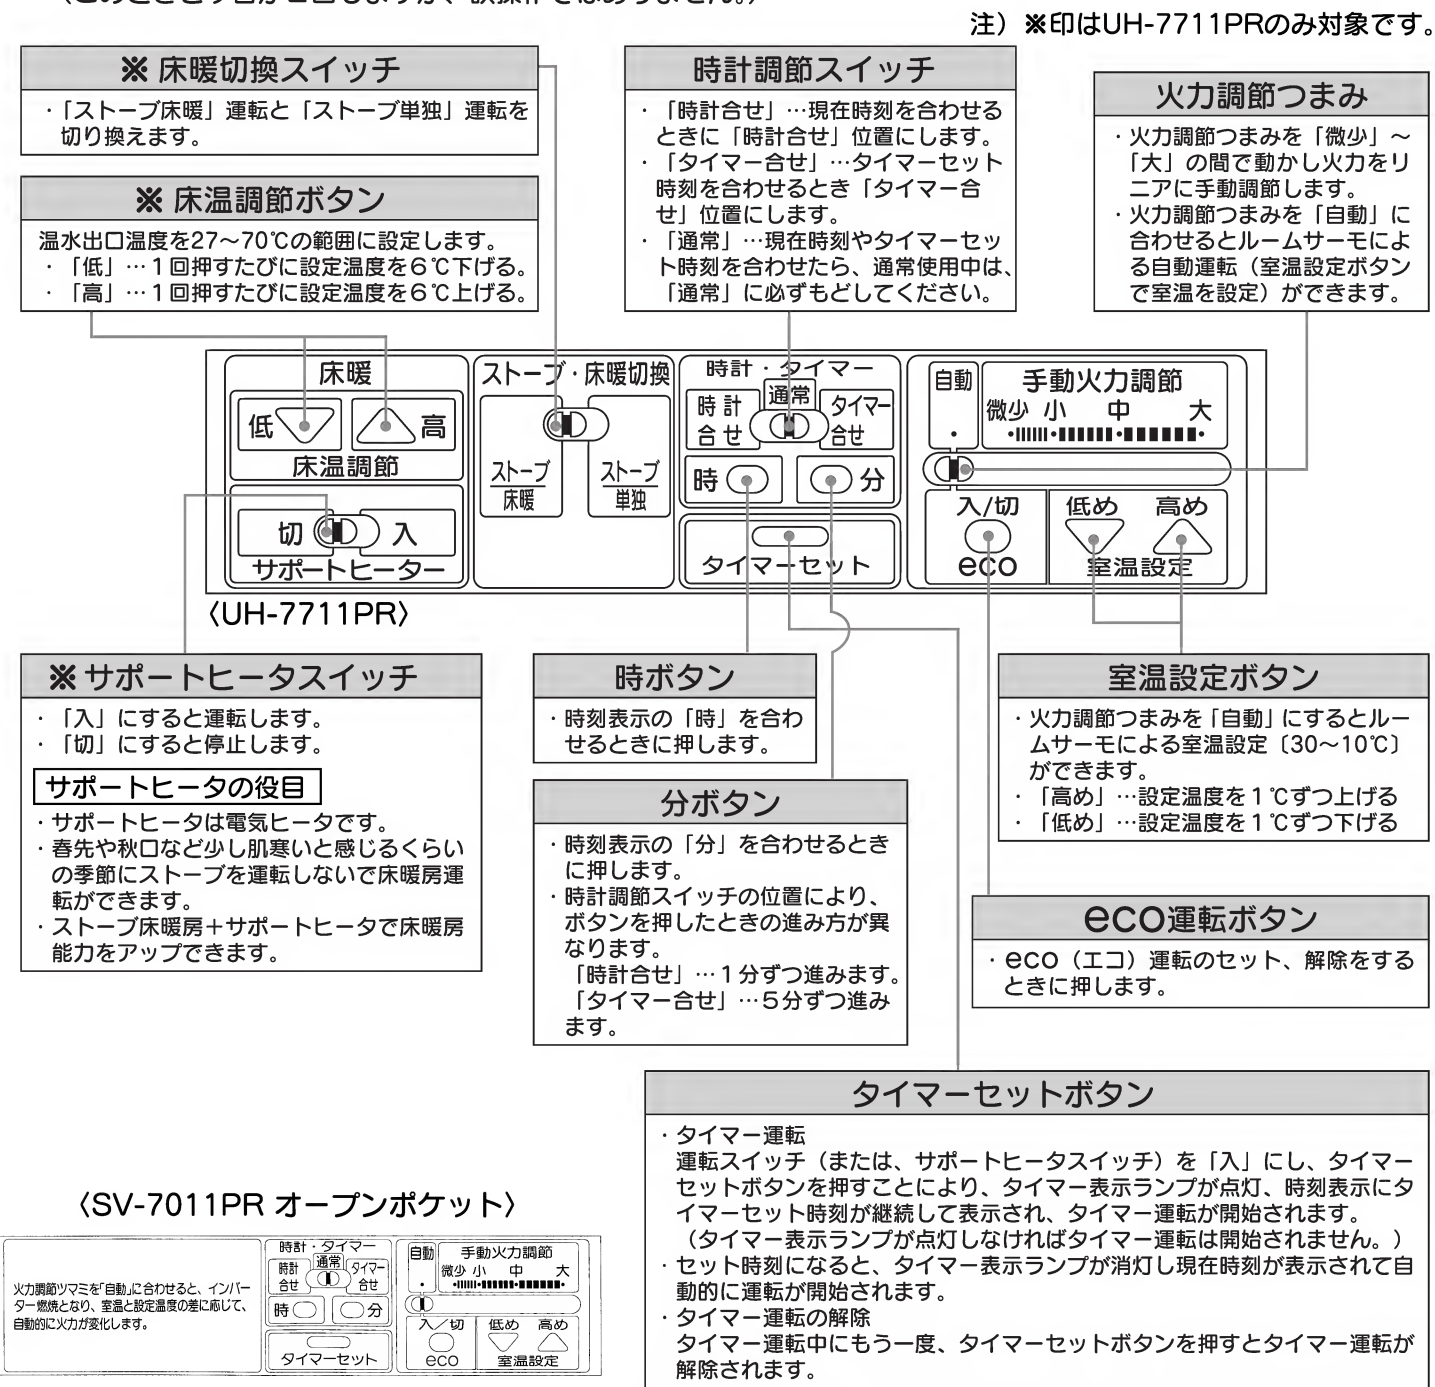 注）※印はUH-7711PRのみ対象です。
※ 床暖切換スイッチ
・「ストーブ床暖」運転と「ストーブ単独」運転を
切り換えます。
※ 床温調節ボタン
温水出口温度を27～70℃の範囲に設定します。
・「低」…１回押すたびに設定温度を６℃下げる。
・「高」…１回押すたびに設定温度を６℃上げる。
時計調節スイッチ
・「時計合せ」…現在時刻を合わせる
ときに「時計合せ」位置にします。
・「タイマー合せ」…タイマーセット
時刻を合わせるとき「タイマー合
せ」位置にします。
・「通常」…現在時刻やタイマーセッ
ト時刻を合わせたら、通常使用中は、
「通常」に必ずもどしてください。
火力調節つまみ
・火力調節つまみを「微少」～
「大」の間で動かし火力をリ
ニアに手動調節します。
・火力調節つまみを「自動」に
合わせるとルームサーモによ
る自動運転（室温設定ボタン
で室温を設定）ができます。
床暖
低 高
床温調節
切 入
サポートヒーター
ストーブ・床暖切換
ストーブ
床暖
ストーブ
単独
時計・タイマー
時計
合せ
通常
タイマー
合せ
時 分
タイマーセット
自動
手動火力調節
微少 小 中 大
入/切
eco
低め 高め
室温設定
〈UH-7711PR〉
※ サポートヒータスイッチ
・「入」にすると運転します。
・「切」にすると停止します。
サポートヒータの役目
・サポートヒータは電気ヒータです。
・春先や秋口など少し肌寒いと感じるくらい
の季節にストーブを運転しないで床暖房運
転ができます。
・ストーブ床暖房＋サポートヒータで床暖房
能力をアップできます。
時ボタン
・時刻表示の「時」を合わ
せるときに押します。
分ボタン
・時刻表示の「分」を合わせるとき
に押します。
・時計調節スイッチの位置により、
ボタンを押したときの進み方が異
なります。
「時計合せ」…１分ずつ進みます。
「タイマー合せ」…５分ずつ進み
ます。
室温設定ボタン
・火力調節つまみを「自動」にするとルー
ムサーモによる室温設定〔30～10℃〕
ができます。
・「高め」…設定温度を１℃ずつ上げる
・「低め」…設定温度を１℃ずつ下げる
eco運転ボタン
・eco（エコ）運転のセット、解除をする
ときに押します。
タイマーセットボタン
・タイマー運転
運転スイッチ（または、サポートヒータスイッチ）を「入」にし、タイマー
セットボタンを押すことにより、タイマー表示ランプが点灯、時刻表示にタ
イマーセット時刻が継続して表示され、タイマー運転が開始されます。
（タイマー表示ランプが点灯しなければタイマー運転は開始されません。）
・セット時刻になると、タイマー表示ランプが消灯し現在時刻が表示されて自
動的に運転が開始されます。
・タイマー運転の解除
タイマー運転中にもう一度、タイマーセットボタンを押すとタイマー運転が
解除されます。
〈SV-7011PR オープンポケット〉
火力調節ツマミを「自動」に合わせると、インバー
ター燃焼となり、室温と設定温度の差に応じて、
自動的に火力が変化します。
時計・タイマー
時計
合せ
通常
タイマー
合せ
時 分
タイマーセット
自動
手動火力調節
微少 小 中 大
入／切
eco
低め 高め
室温設定